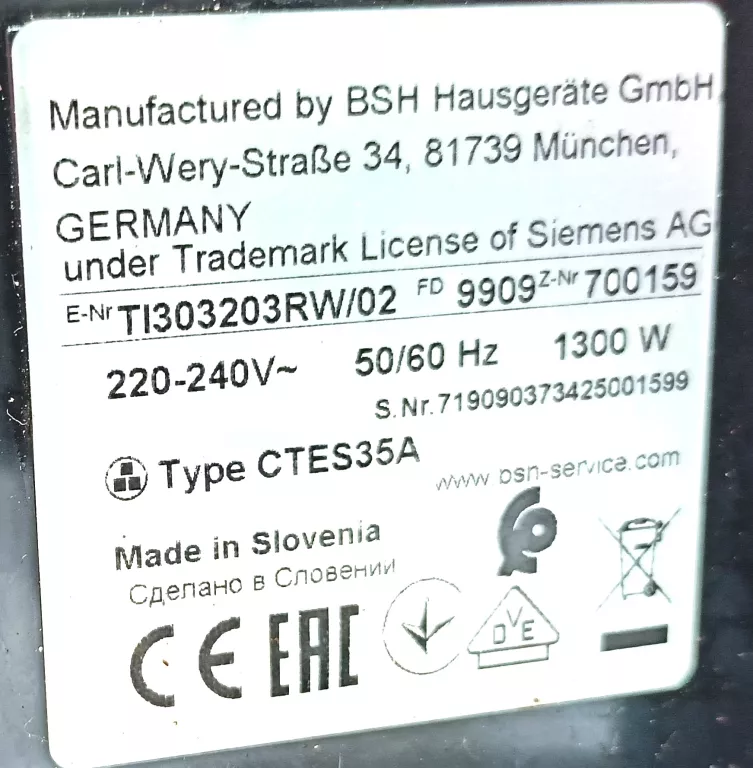 Manufactured by BSH Hausgeräte GmbH,
Carl-Wery-Straße 34, 81739 München,
GERMANY
under Trademark License of Siemens AG
E-Nr TI303203RW/02 FD 9909 Z-Nr 700159
220-240V~ 50/60 Hz 1300 W
S.Nr.719090373425001599
Type CTES35A
www.bsh-service.com
Made in Slovenia
Сделано в Словении
CE EAC DVE